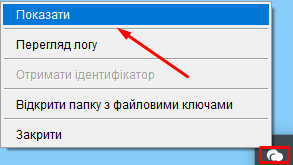 Показати
Перегляд логу
Отримати ідентифікатор
Відкрити папку з файловими ключами
Закрити